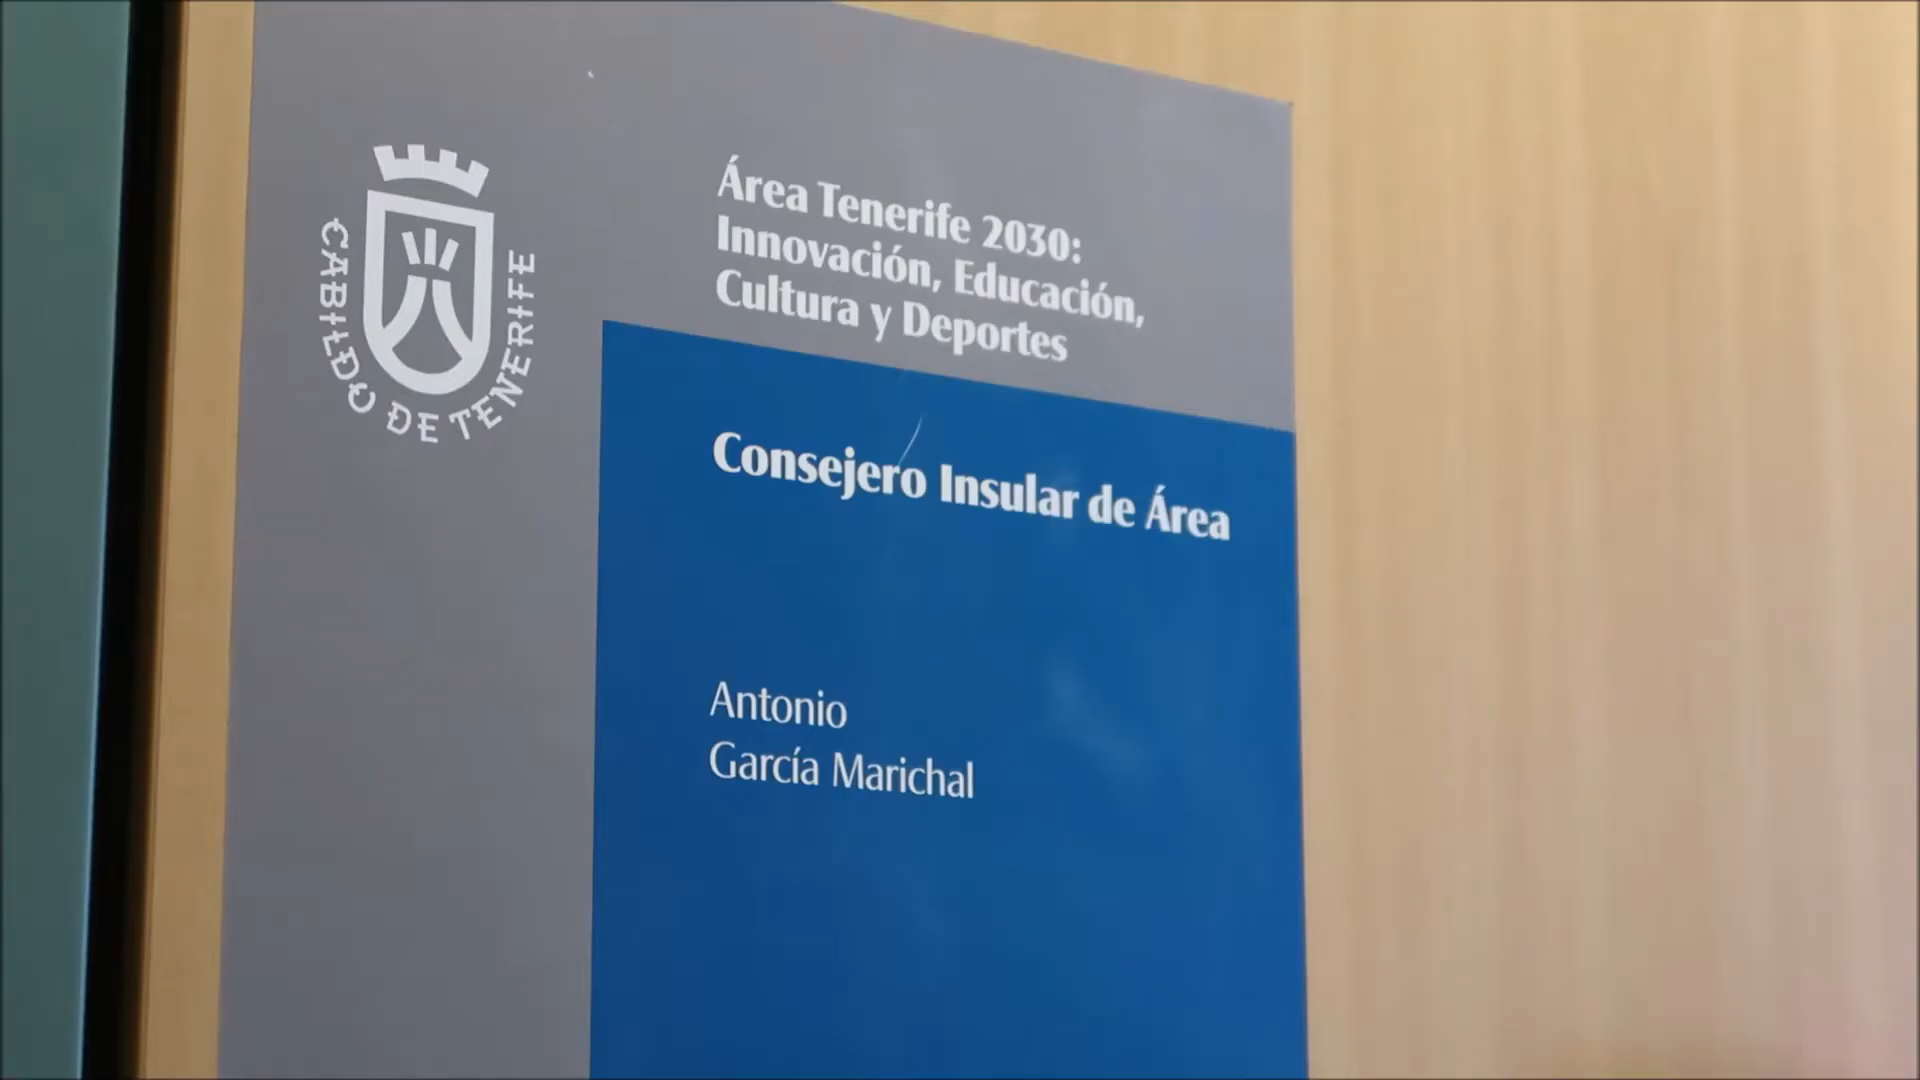 CABILDO DE TENERIFE
Área Tenerife 2030:
Innovación, Educación,
Cultura y Deportes
Consejero Insular de Área
Antonio
García Marichal